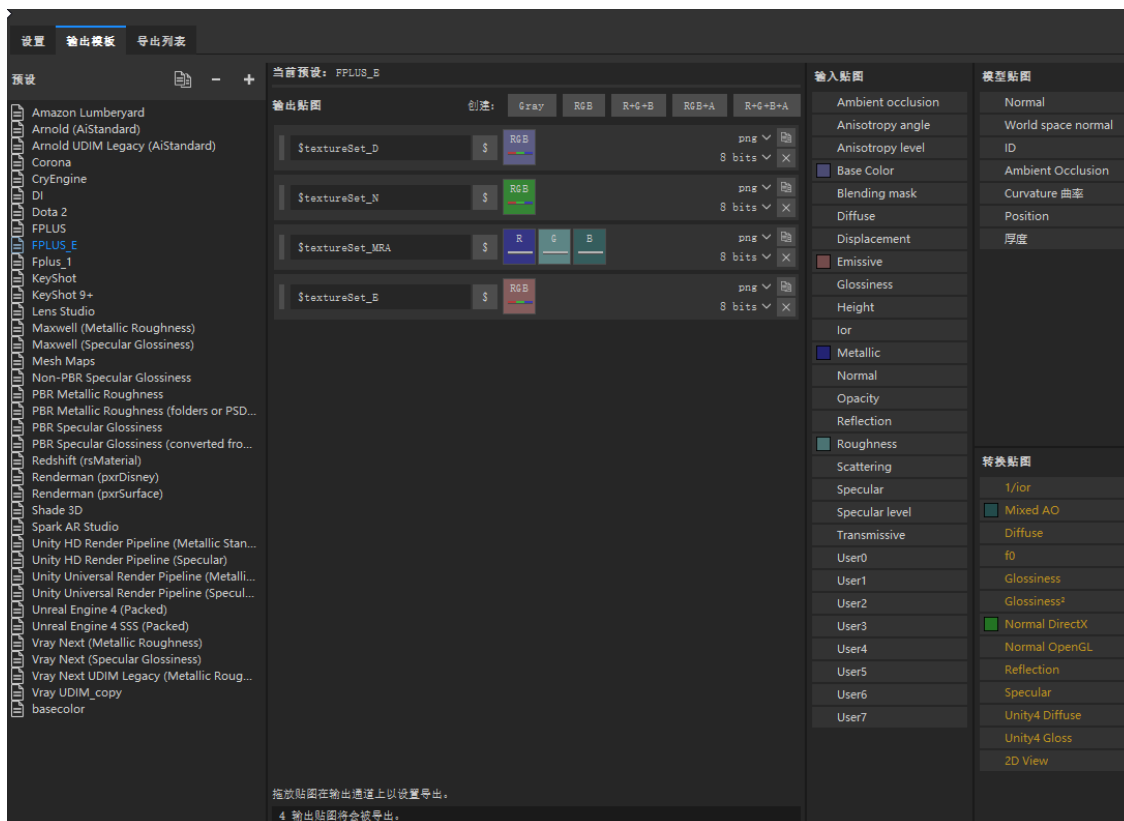 设置 输出模板 导出列表
预设
Amazon Lumberyard
Arnold (AiStandard)
Arnold UDIM Legacy (AiStandard)
Corona
CryEngine
DI
Dota 2
FPLUS
FPLUS_E
Fplus_1
KeyShot
KeyShot 9+
Lens Studio
Maxwell (Metallic Roughness)
Maxwell (Specular Glossiness)
Mesh Maps
Non-PBR Specular Glossiness
PBR Metallic Roughness
PBR Metallic Roughness (folders or PSD...
PBR Specular Glossiness
PBR Specular Glossiness (converted fro...
Redshift (rsMaterial)
Renderman (pxrDisney)
Renderman (pxrSurface)
Shade 3D
Spark AR Studio
Unity HD Render Pipeline (Metallic Stan...
Unity HD Render Pipeline (Specular)
Unity Universal Render Pipeline (Metalli...
Unity Universal Render Pipeline (Specul...
Unreal Engine 4 (Packed)
Unreal Engine 4 SSS (Packed)
Vray Next (Metallic Roughness)
Vray Next (Specular Glossiness)
Vray Next UDIM Legacy (Metallic Roug...
Vray UDIM_copy
basecolor
当前预设: FPLUS_E
输出贴图 创建: Gray RGB R+G+B RGB+A R+G+B+A
$textureSet_D $ RGB png
8 bits
$textureSet_N $ RGB png
8 bits
$textureSet_MRA $ R G B png
8 bits
$textureSet_E $ RGB png
8 bits
拖放贴图在输出通道上以设置导出。
4 输出贴图将会被导出。
输入贴图
Ambient occlusion
Anisotropy angle
Anisotropy level
Base Color
Blending mask
Diffuse
Displacement
Emissive
Glossiness
Height
Ior
Metallic
Normal
Opacity
Reflection
Roughness
Scattering
Specular
Specular level
Transmissive
User0
User1
User2
User3
User4
User5
User6
User7
模型贴图
Normal
World space normal
ID
Ambient Occlusion
Curvature 曲率
Position
厚度
转换贴图
1/ior
Mixed AO
Diffuse
f0
Glossiness
Glossiness²
Normal DirectX
Normal OpenGL
Reflection
Specular
Unity4 Diffuse
Unity4 Gloss
2D View